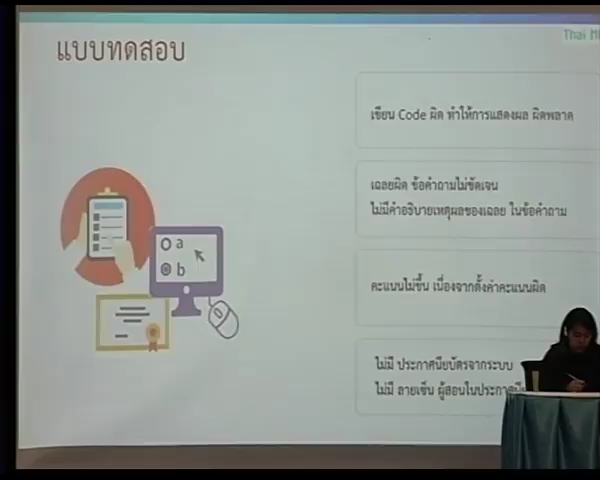 Thai M
แบบทดสอบ
เขียน Code ผิด ทำให้การแสดงผล ผิดพลาด
เฉลยผิด ข้อคำถามไม่ชัดเจน
ไม่มีคำอธิบายเหตุผลของเฉลย ในข้อคำถาม
คะแนนไม่ขึ้น เนื่องจากตั้งค่าคะแนนผิด
ไม่มี ประกาศนียบัตรจากระบบ
ไม่มี ลายเซ็น ผู้สอนในประกาศนีย
a
b